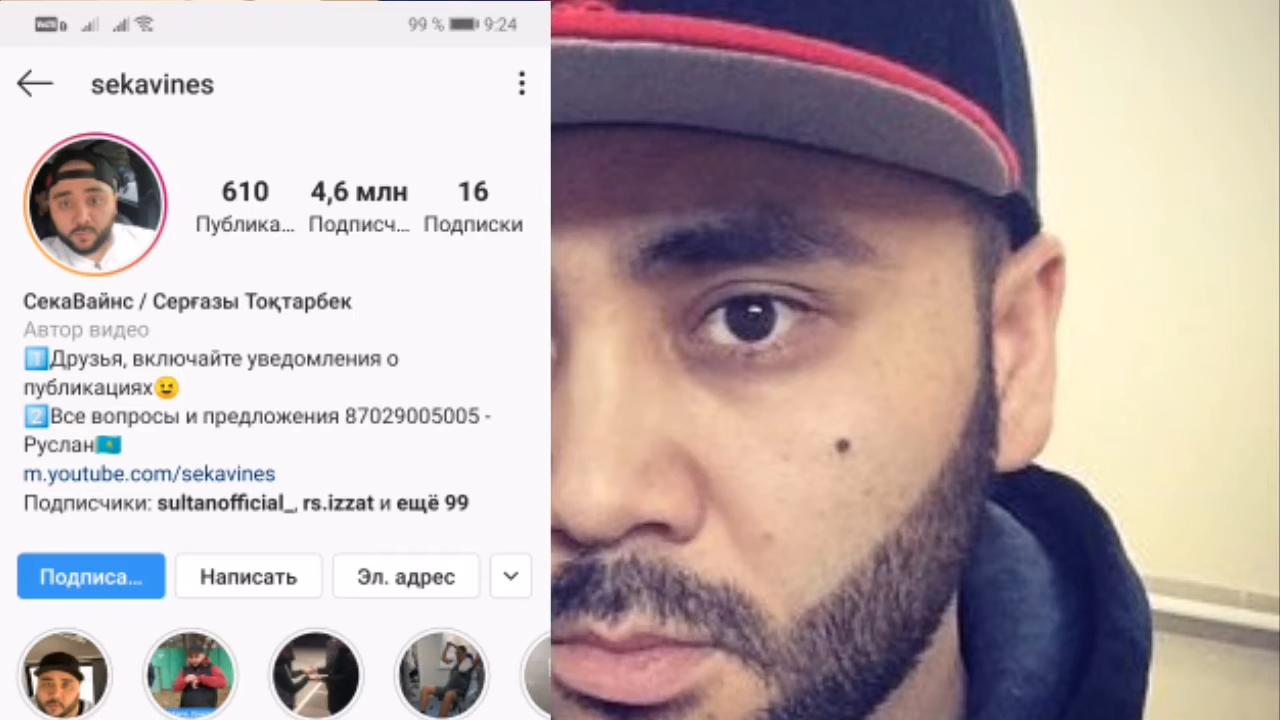 99 % 9:24
sekavines
610 4,6 млн 16
Публика... Подписч... Подписки
СекаВайнс / Серғазы Тоқтарбек
Автор видео
1️⃣Друзья, включайте уведомления о
публикациях😉
2️⃣Все вопросы и предложения 87029005005 -
Руслан🇰🇿
m.youtube.com/sekavines
Подписчики: sultanofficial_, rs.izzat и ещё 99
Подписа... Написать Эл. адрес